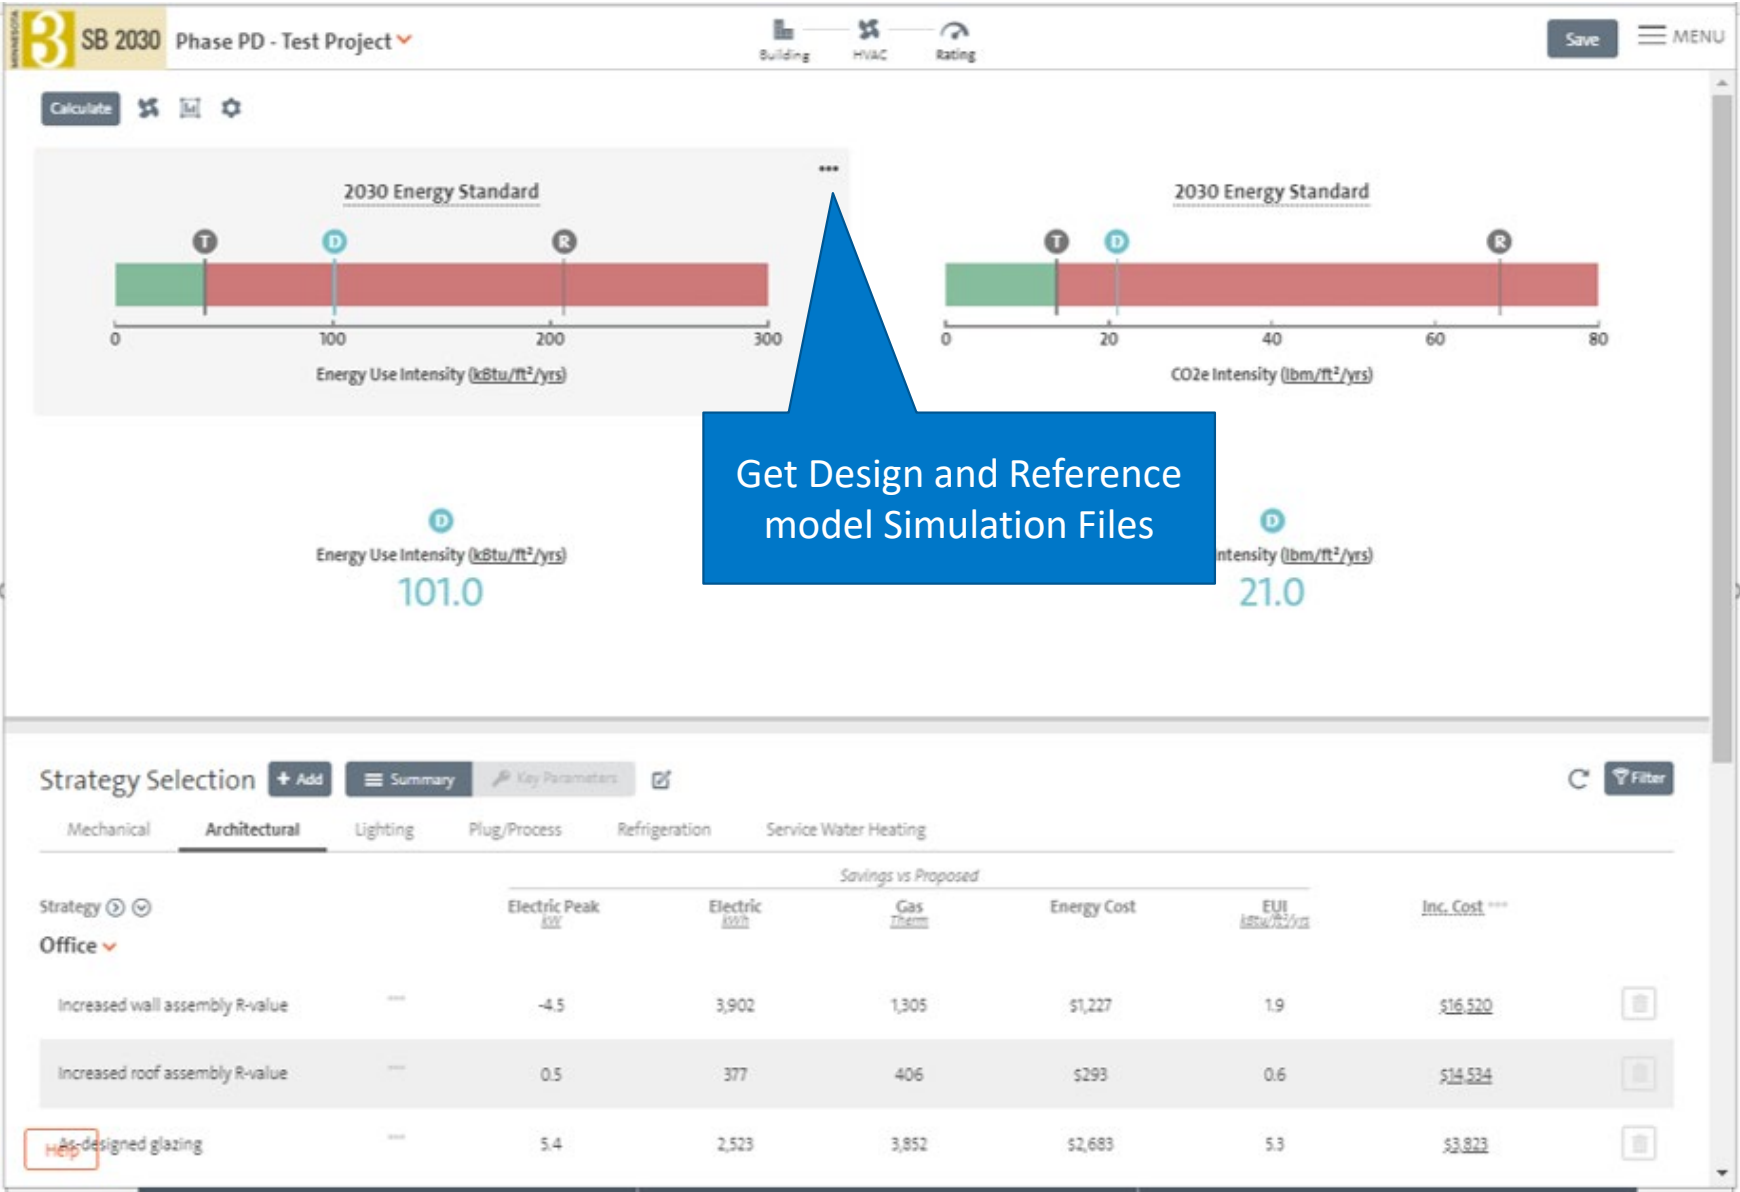 MINNESOTA
SB 2030 Phase PD - Test Project
Building HVAC Rating
Save MENU
Calculate
2030 Energy Standard
T D R
0 100 200 300
Energy Use Intensity (kBtu/ft²/yrs)
2030 Energy Standard
T D R
0 20 40 60 80
CO2e Intensity (lbm/ft²/yrs)
Get Design and Reference
model Simulation Files
D
Energy Use Intensity (kBtu/ft²/yrs)
101.0
D
ntensity (lbm/ft²/yrs)
21.0
Strategy Selection + Add Summary Key Parameters Filter
Mechanical Architectural Lighting Plug/Process Refrigeration Service Water Heating
Savings vs Proposed
Strategy Electric Peak Electric Gas Energy Cost EUI Inc. Cost
kW kWh Therm kBtu/ft²/yrs
Office
Increased wall assembly R-value -4.5 3,902 1,305 $1,227 1.9 $16,520
Increased roof assembly R-value 0.5 377 406 $293 0.6 $14,534
As-designed glazing 5.4 2,523 3,852 $2,683 5.3 $3,823
Help